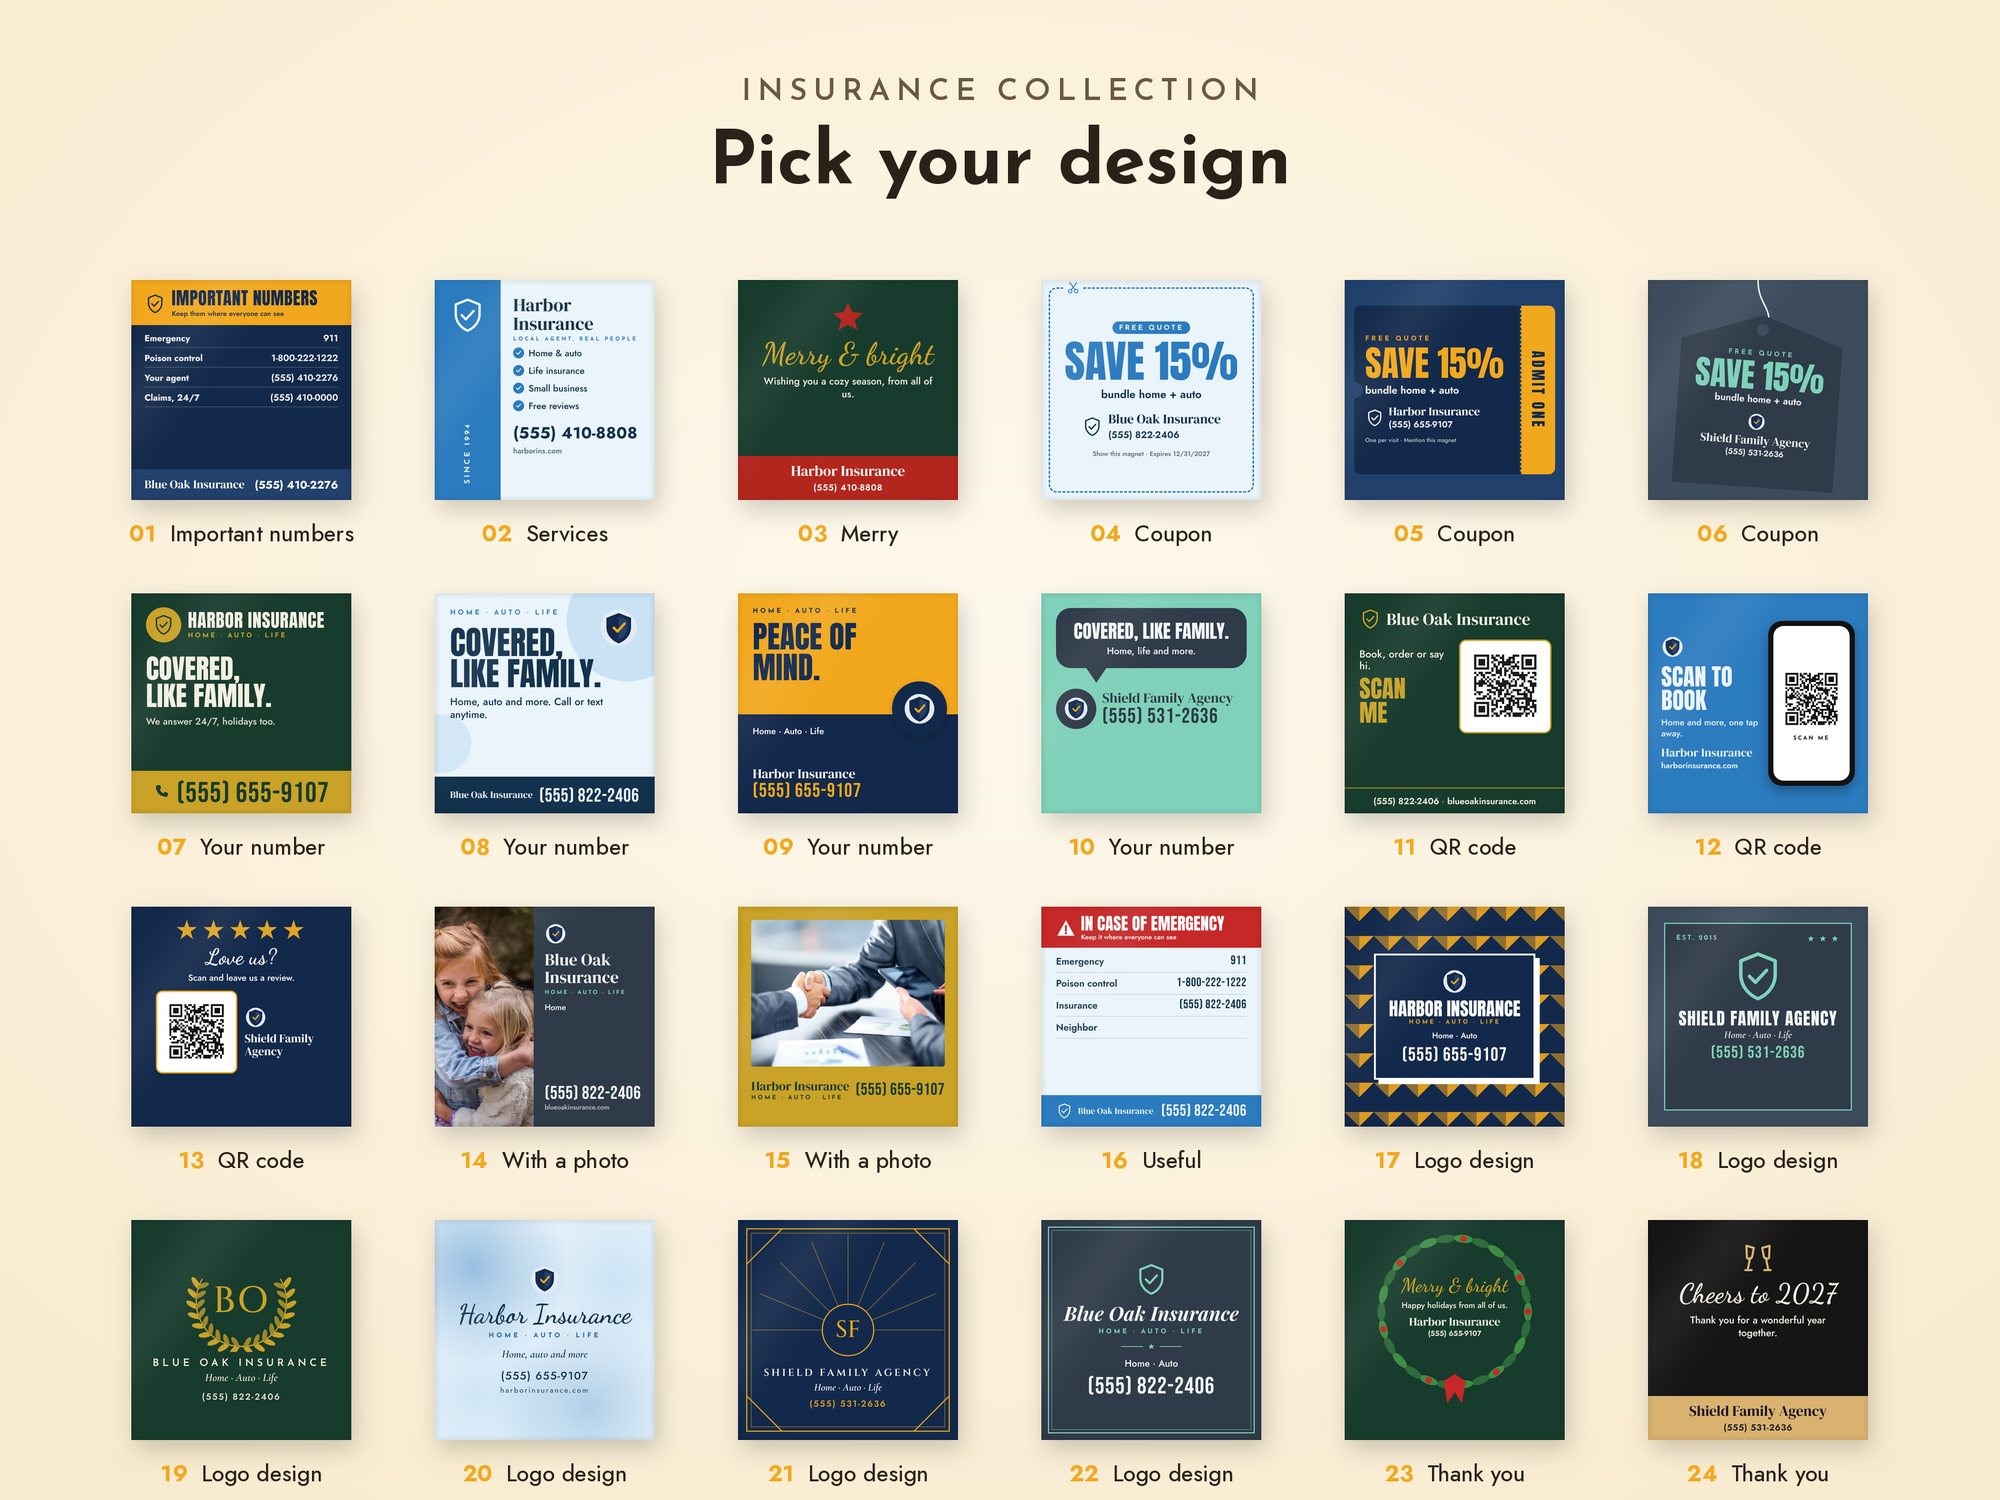 INSURANCE COLLECTION
Pick your design
IMPORTANT NUMBERS
Keep them where everyone can see
Emergency 911
Poison control 1-800-222-1222
Your agent (555) 410-2276
Claims, 24/7 (555) 410-0000
Blue Oak Insurance (555) 410-2276
01 Important numbers
SINCE 1994
Harbor
Insurance
LOCAL AGENT, REAL PEOPLE
Home & auto
Life insurance
Small business
Free reviews
(555) 410-8808
harborins.com
02 Services
Merry & bright
Wishing you a cozy season, from all of
us.
Harbor Insurance
(555) 410-8808
03 Merry
FREE QUOTE
SAVE 15%
bundle home + auto
Blue Oak Insurance
(555) 822-2406
Show this magnet · Expires 12/31/2027
04 Coupon
FREE QUOTE
SAVE 15%
bundle home + auto
Harbor Insurance
(555) 655-9107
One per visit · Mention this magnet
ADMIT ONE
05 Coupon
FREE QUOTE
SAVE 15%
bundle home + auto
Shield Family Agency
(555) 531-2636
06 Coupon
HARBOR INSURANCE
HOME · AUTO · LIFE
COVERED,
LIKE FAMILY.
We answer 24/7, holidays too.
(555) 655-9107
07 Your number
HOME · AUTO · LIFE
COVERED,
LIKE FAMILY.
Home, auto and more. Call or text
anytime.
Blue Oak Insurance (555) 822-2406
08 Your number
HOME · AUTO · LIFE
PEACE OF
MIND.
Home · Auto · Life
Harbor Insurance
(555) 655-9107
09 Your number
COVERED, LIKE FAMILY.
Home, life and more.
Shield Family Agency
(555) 531-2636
10 Your number
Blue Oak Insurance
Book, order or say
hi.
SCAN
ME
(555) 822-2406 · blueoakinsurance.com
11 QR code
SCAN TO
BOOK
Home and more, one tap
away.
Harbor Insurance
harborinsurance.com
SCAN ME
12 QR code
Love us?
Scan and leave us a review.
Shield Family
Agency
13 QR code
Blue Oak
Insurance
HOME · AUTO · LIFE
Home
(555) 822-2406
blueoakinsurance.com
14 With a photo
Harbor Insurance (555) 655-9107
HOME · AUTO · LIFE
15 With a photo
IN CASE OF EMERGENCY
Keep it where everyone can see
Emergency 911
Poison control 1-800-222-1222
Insurance (555) 822-2406
Neighbor
Blue Oak Insurance (555) 822-2406
16 Useful
HARBOR INSURANCE
HOME · AUTO · LIFE
Home · Auto
(555) 655-9107
17 Logo design
EST. 2015
SHIELD FAMILY AGENCY
Home · Auto · Life
(555) 531-2636
18 Logo design
BO
BLUE OAK INSURANCE
Home · Auto · Life
(555) 822-2406
19 Logo design
Harbor Insurance
HOME · AUTO · LIFE
Home, auto and more
(555) 655-9107
harborinsurance.com
20 Logo design
SF
SHIELD FAMILY AGENCY
Home · Auto · Life
(555) 531-2636
21 Logo design
Blue Oak Insurance
HOME · AUTO · LIFE
Home · Auto
(555) 822-2406
22 Logo design
Merry & bright
Happy holidays from all of us.
Harbor Insurance
(555) 655-9107
23 Thank you
Cheers to 2027
Thank you for a wonderful year
together.
Shield Family Agency
(555) 531-2636
24 Thank you